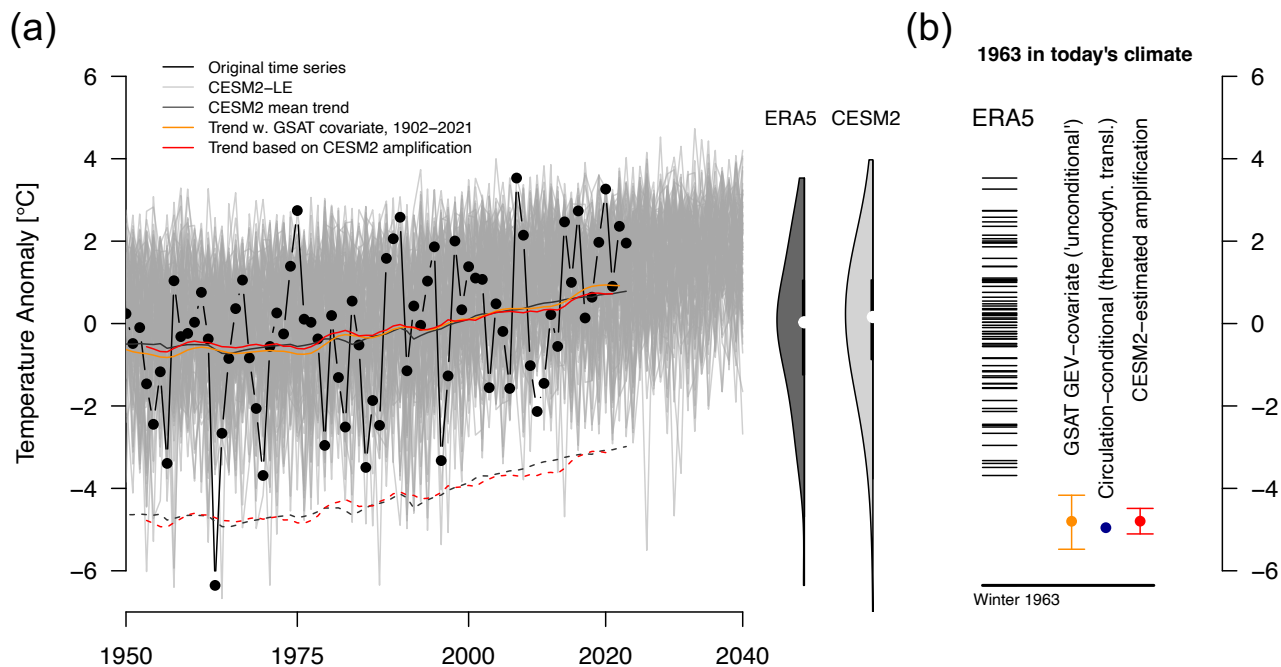 (a)
(b)
1963 in today's climate
Original time series
CESM2−LE
CESM2 mean trend
Trend w. GSAT covariate, 1902−2021
Trend based on CESM2 amplification
Temperature Anomaly [°C]
6
4
2
0
−2
−4
−6
1950
1975
2000
2020
2040
ERA5
CESM2
ERA5
GSAT GEV−covariate ('unconditional')
Circulation−conditional (thermodyn. transl.)
CESM2−estimated amplification
Winter 1963
6
4
2
0
−2
−4
−6